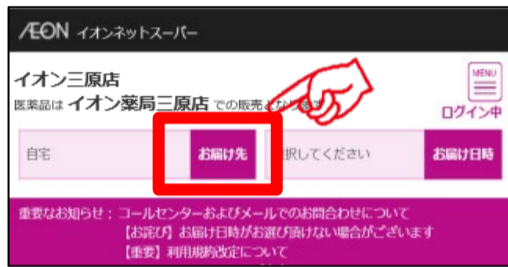 AEON イオンネットスーパー
イオン三原店
医薬品は イオン薬局三原店 での販売となります
MENU
ログイン中
自宅 お届け先 択してください お届け日時
重要なお知らせ： コールセンターおよびメールでのお問合わせについて
【お詫び】お届け日時がお選び頂けない場合がございます
【重要】利用規約改定について